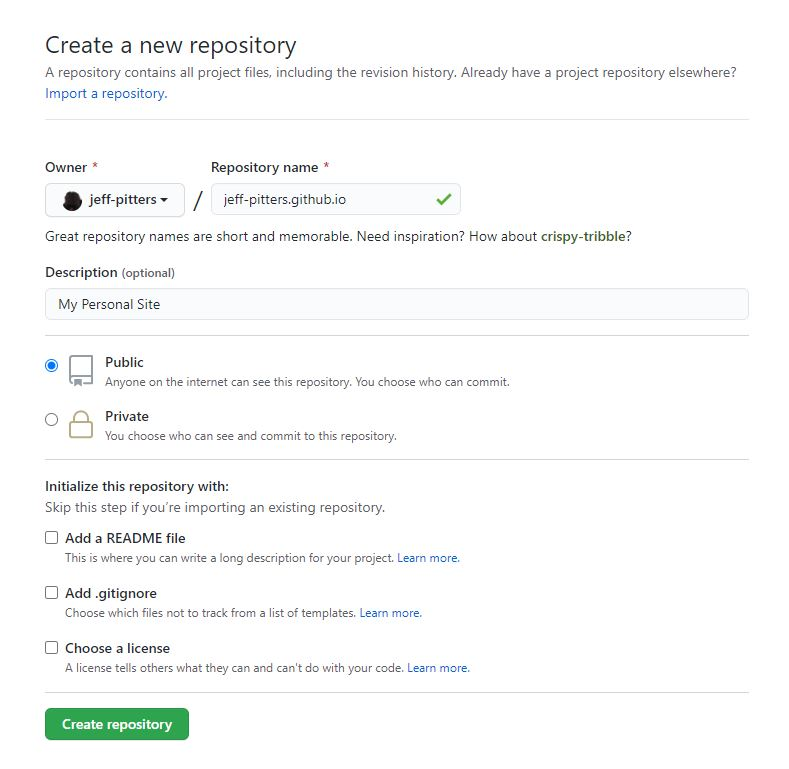 Create a new repository
A repository contains all project files, including the revision history. Already have a project repository elsewhere?
Import a repository.
Owner * Repository name *
jeff-pitters / jeff-pitters.github.io
Great repository names are short and memorable. Need inspiration? How about crispy-tribble?
Description (optional)
My Personal Site
Public
Anyone on the internet can see this repository. You choose who can commit.
Private
You choose who can see and commit to this repository.
Initialize this repository with:
Skip this step if you’re importing an existing repository.
Add a README file
This is where you can write a long description for your project. Learn more.
Add .gitignore
Choose which files not to track from a list of templates. Learn more.
Choose a license
A license tells others what they can and can't do with your code. Learn more.
Create repository